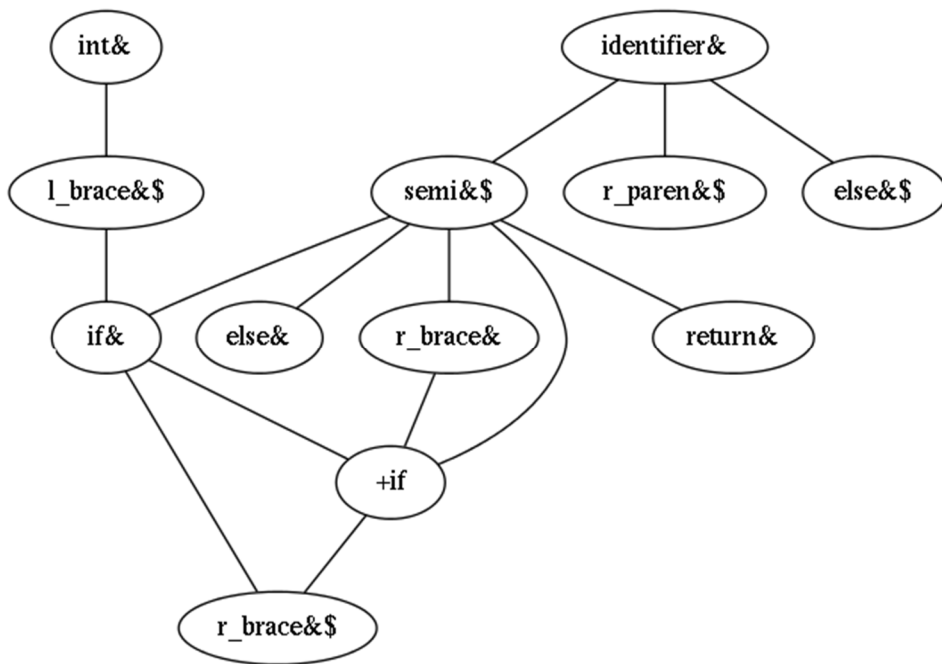 int&
identifier&
l_brace&$
semi&$
r_paren&$
else&$
if&
else&
r_brace&
return&
+if
r_brace&$